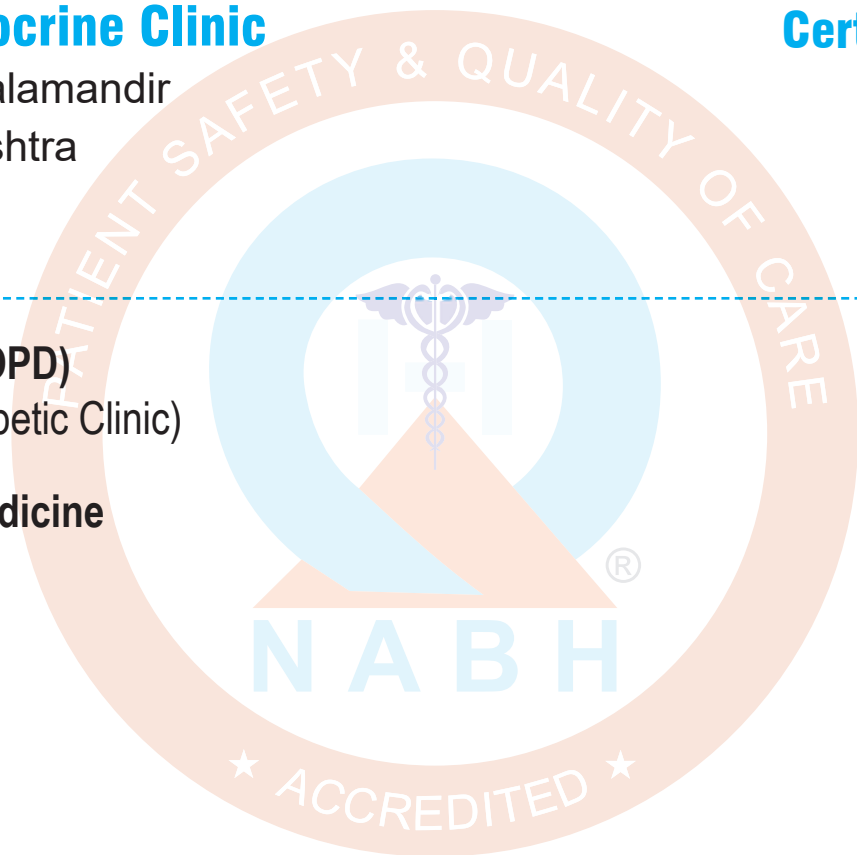 ocrine Clinic
Cert
alamandir
shtra
PATIENT SAFETY & QUALITY OF CARE
OPD)
betic Clinic)
dicine
®
NABH
★ ACCREDITED ★